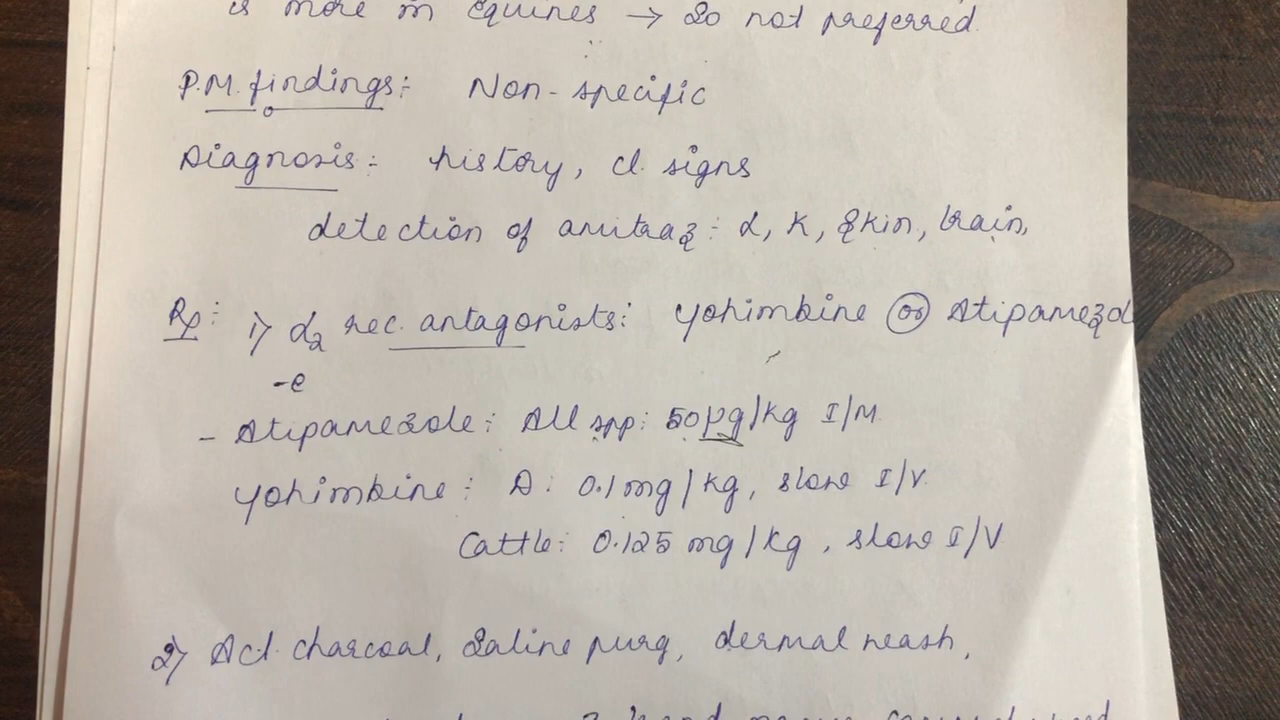 is more in equines → So not preferred
P.M. findings: Non-specific
Diagnosis: history, cl. signs
detection of amitraz: L, K, Skin, brain,
Rx: 1) α2 rec. antagonists: Yohimbine (or) Atipamezol
-e
- Atipamezole: All spp: 50 µg/kg I/M
Yohimbine: D: 0.1 mg/kg, slow I/V
Cattle: 0.125 mg/kg, slow I/V
2) Act. charcoal, Saline purg, dermal wash,